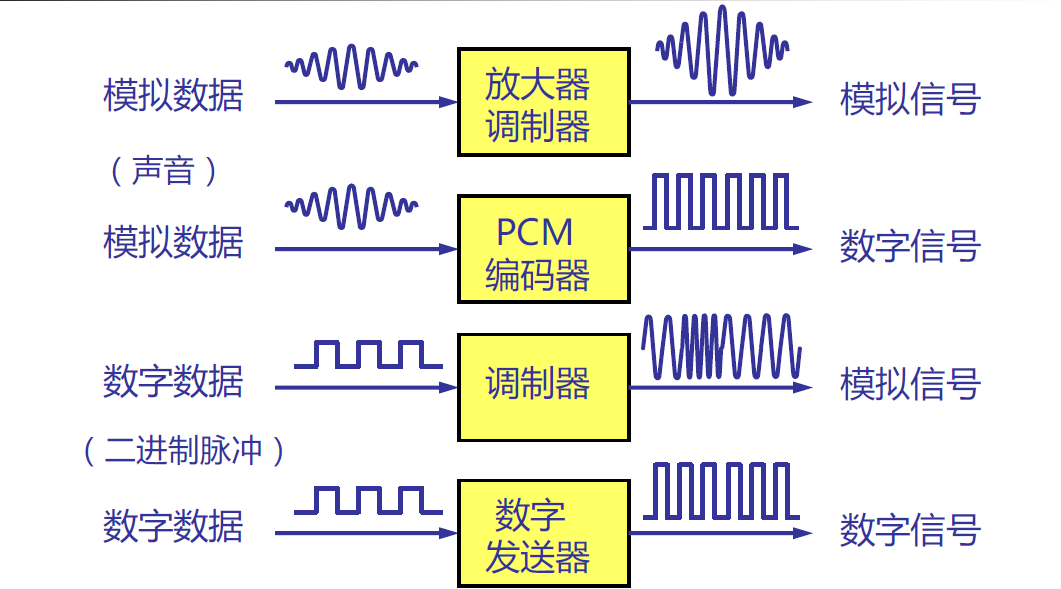 模拟数据
放大器
调制器
模拟信号
（声音）
模拟数据
PCM
编码器
数字信号
数字数据
调制器
模拟信号
（二进制脉冲）
数字数据
数字
发送器
数字信号